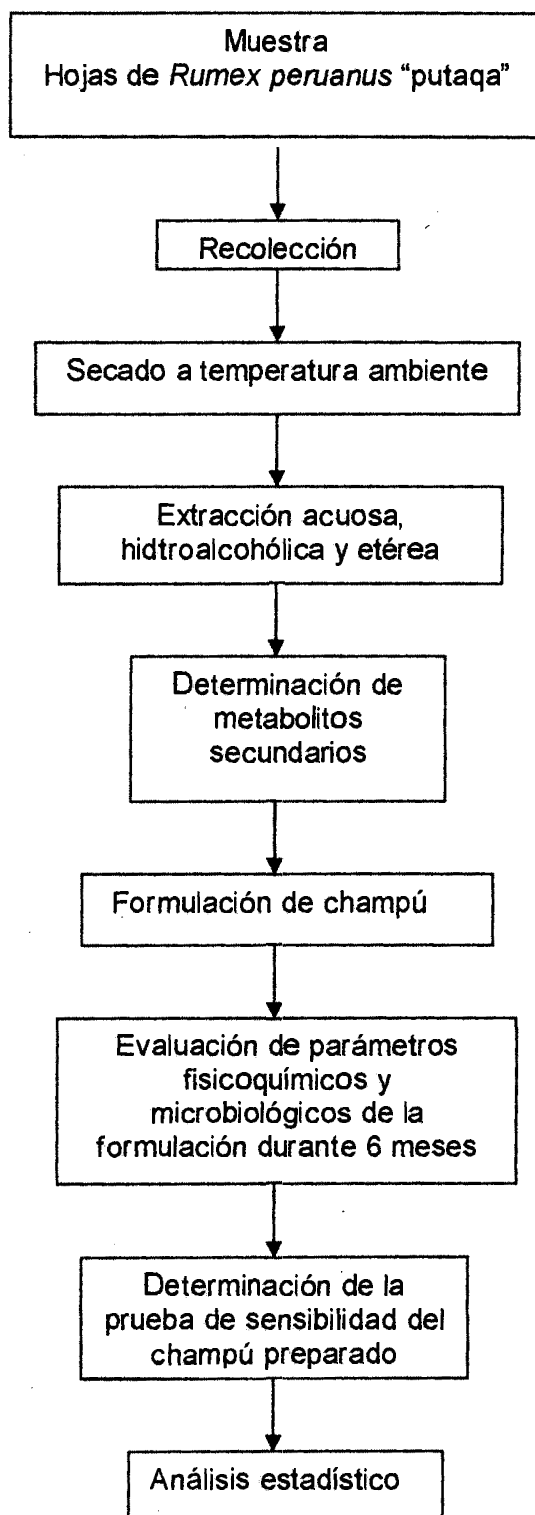 Muestra
Hojas de Rumex peruanus “putaqa”
Recolección
Secado a temperatura ambiente
Extracción acuosa,
hidtroalcohólica y etérea
Determinación de
metabolitos
secundarios
Formulación de champú
Evaluación de parámetros
fisicoquímicos y
microbiológicos de la
formulación durante 6 meses
Determinación de la
prueba de sensibilidad del
champú preparado
Análisis estadístico